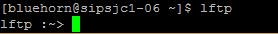 [bluehorn@sipsjc1-06 ~]$ lftp
lftp :~>